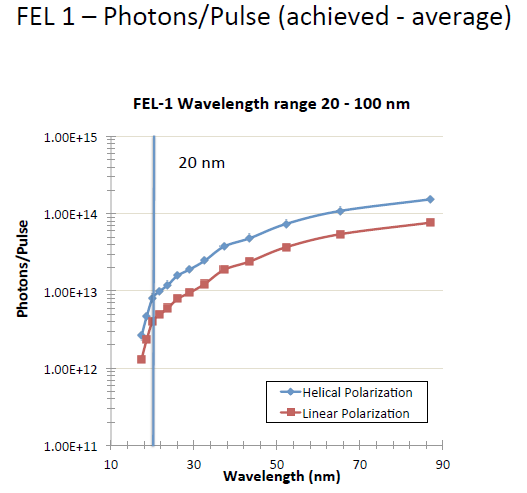 FEL 1 – Photons/Pulse (achieved - average)
FEL-1 Wavelength range 20 - 100 nm
1.00E+15
20 nm
1.00E+14
Photons/Pulse
1.00E+13
1.00E+12
Helical Polarization
Linear Polarization
1.00E+11
10 30 50 70 90
Wavelength (nm)